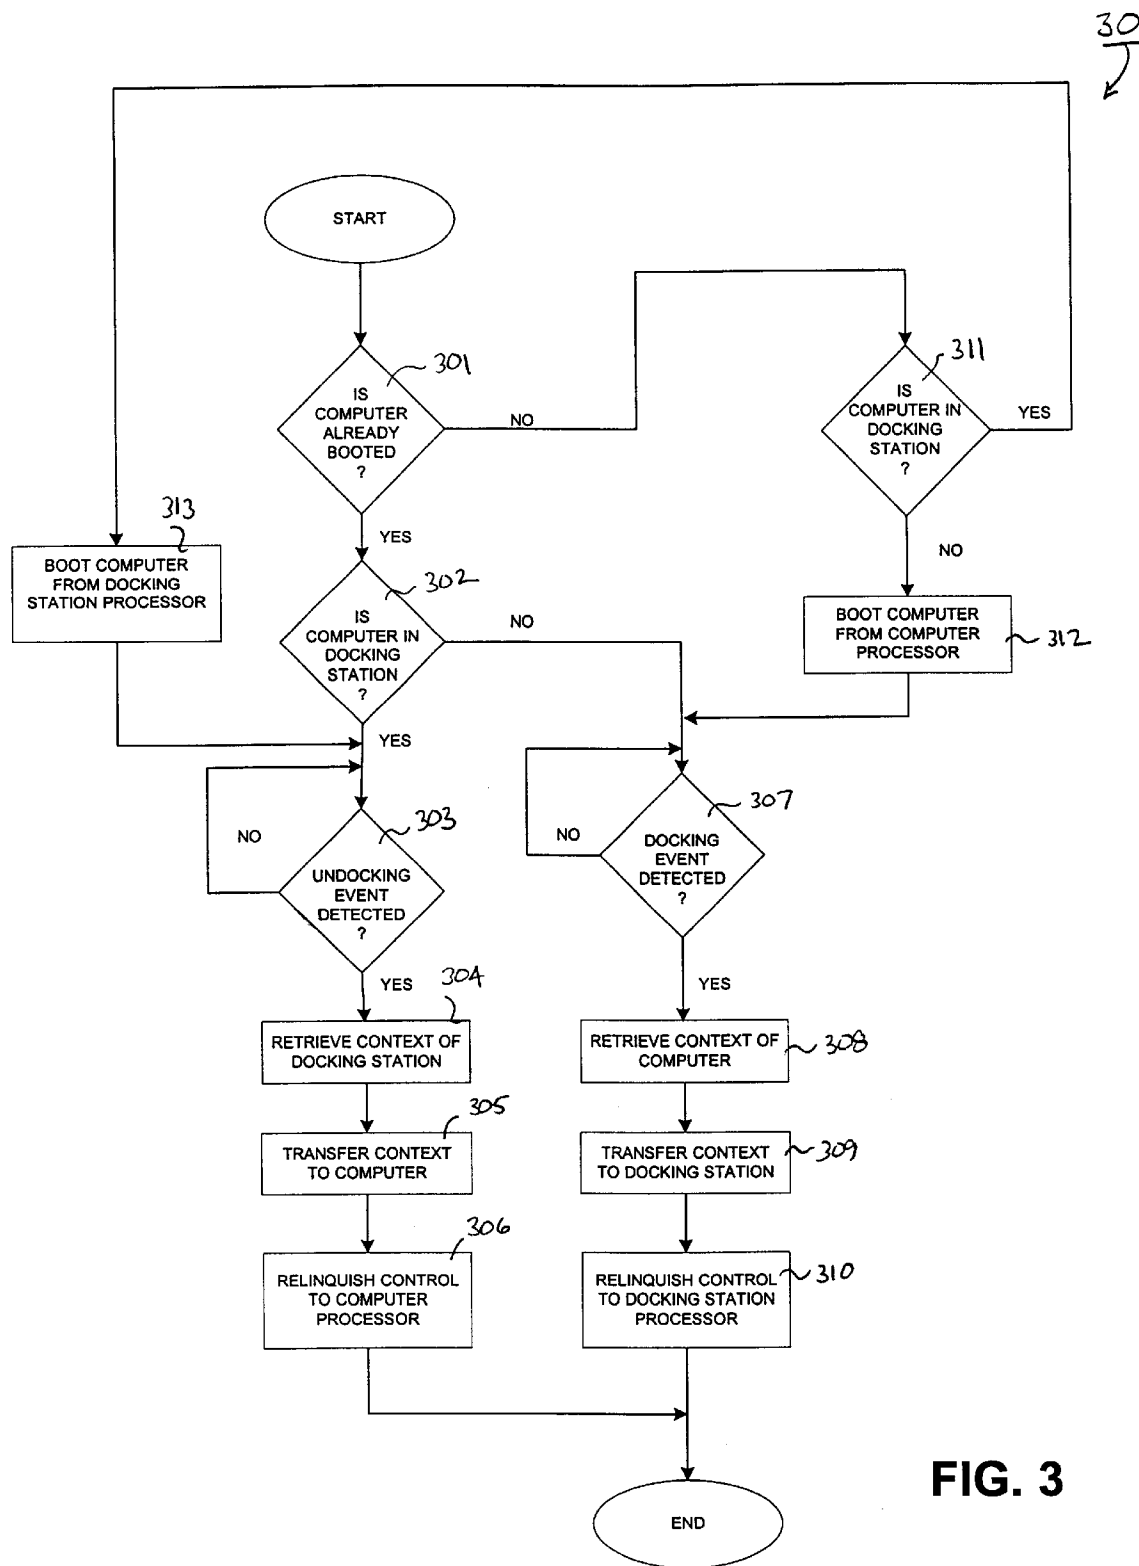 30
START
301
IS
COMPUTER
ALREADY
BOOTED
?
NO
311
IS
COMPUTER IN
DOCKING
STATION
?
YES
YES
NO
313
BOOT COMPUTER
FROM DOCKING
STATION PROCESSOR
302
IS
COMPUTER IN
DOCKING
STATION
?
NO
BOOT COMPUTER
FROM COMPUTER
PROCESSOR
312
YES
303
NO
UNDOCKING
EVENT
DETECTED
?
307
NO
DOCKING
EVENT
DETECTED
?
YES
YES
304
RETRIEVE CONTEXT OF
DOCKING STATION
RETRIEVE CONTEXT OF
COMPUTER
308
305
TRANSFER CONTEXT
TO COMPUTER
TRANSFER CONTEXT
TO DOCKING STATION
309
306
RELINQUISH CONTROL
TO COMPUTER
PROCESSOR
RELINQUISH CONTROL
TO DOCKING STATION
PROCESSOR
310
END
FIG. 3